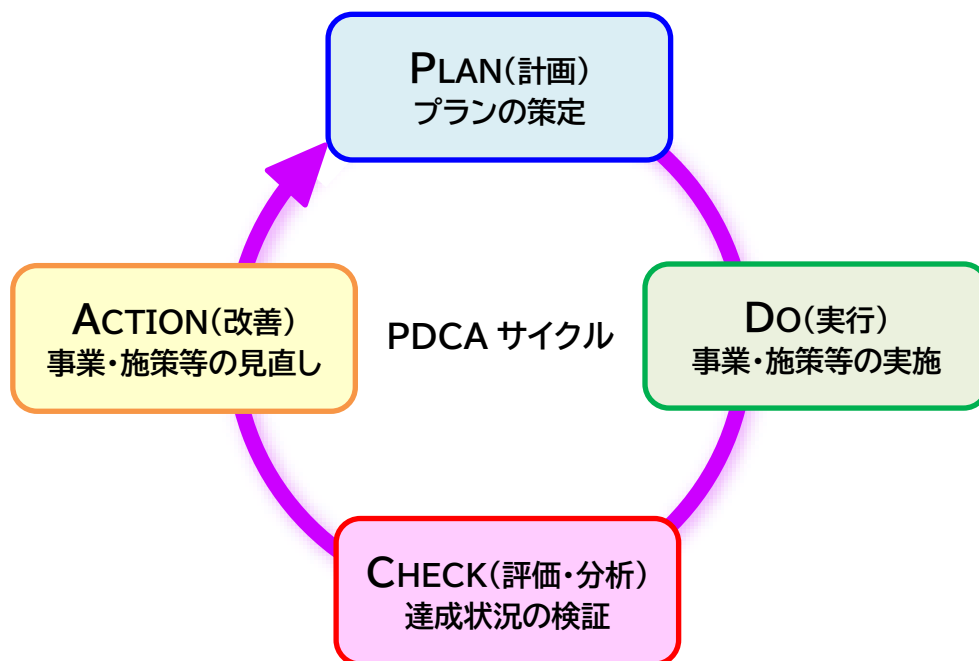 PLAN(計画)
プランの策定
ACTION(改善)
事業・施策等の見直し
PDCA サイクル
DO(実行)
事業・施策等の実施
CHECK(評価・分析)
達成状況の検証